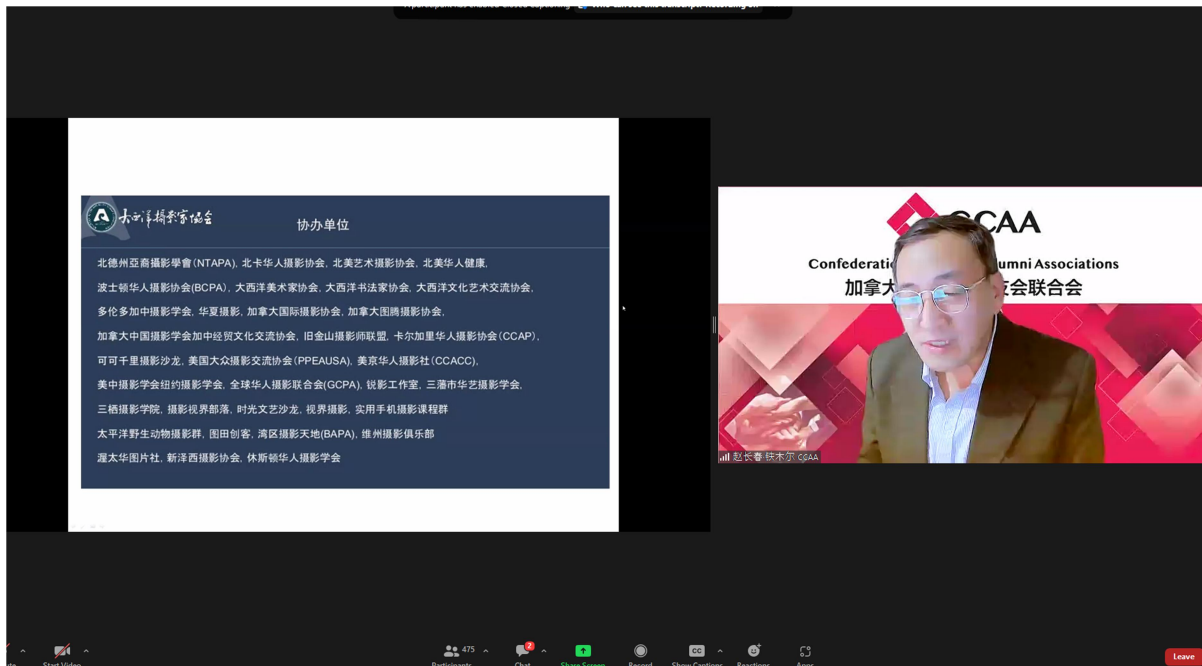 大西洋摄影家协会
协办单位
北德州亞裔攝影學會(NTAPA), 北卡华人摄影协会, 北美艺术摄影协会, 北美华人健康,
波士顿华人摄影协会(BCPA), 大西洋美术家协会, 大西洋书法家协会, 大西洋文化艺术交流协会,
多伦多加中摄影学会, 华夏摄影, 加拿大国际摄影协会, 加拿大图腾摄影协会,
加拿大中国摄影学会加中经贸文化交流协会, 旧金山摄影师联盟, 卡尔加里华人摄影协会(CCAP),
可可千里摄影沙龙, 美国大众摄影交流协会(PPEAUSA), 美京华人摄影社(CCACC),
美中摄影学会纽约摄影学会, 全球华人摄影联合会(GCPA), 锐影工作室, 三藩市华艺摄影学会,
三栖摄影学院, 摄影视界部落, 时光文艺沙龙, 视界摄影, 实用手机摄影课程群
太平洋野生动物摄影群, 图田创客, 湾区摄影天地(BAPA), 维州摄影俱乐部
渥太华图片社, 新泽西摄影协会, 休斯顿华人摄影学会
CCAA
Confederati umni Associations
加拿大 友会联合会
赵长春 秋木尔 CCAA
475
2
CC
Start Video
Participants
Chat
Share Screen
Record
Show Captions
Reactions
Apps
Leave